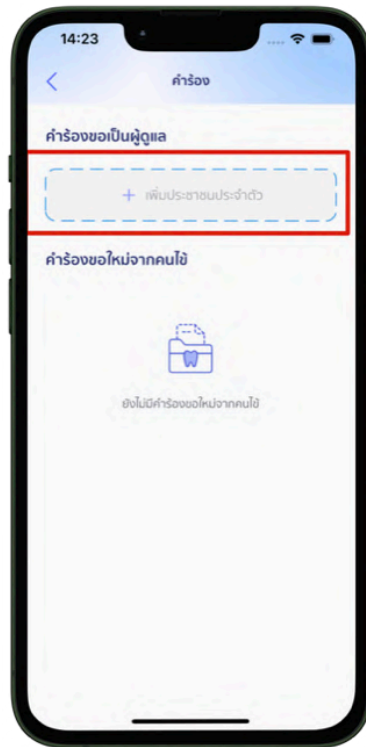 14:23
คำร้อง
คำร้องขอเป็นผู้ดูแล
+ เพิ่มประชาชนประจำตัว
คำร้องขอใหม่จากคนไข้
ยังไม่มีคำร้องขอใหม่จากคนไข้